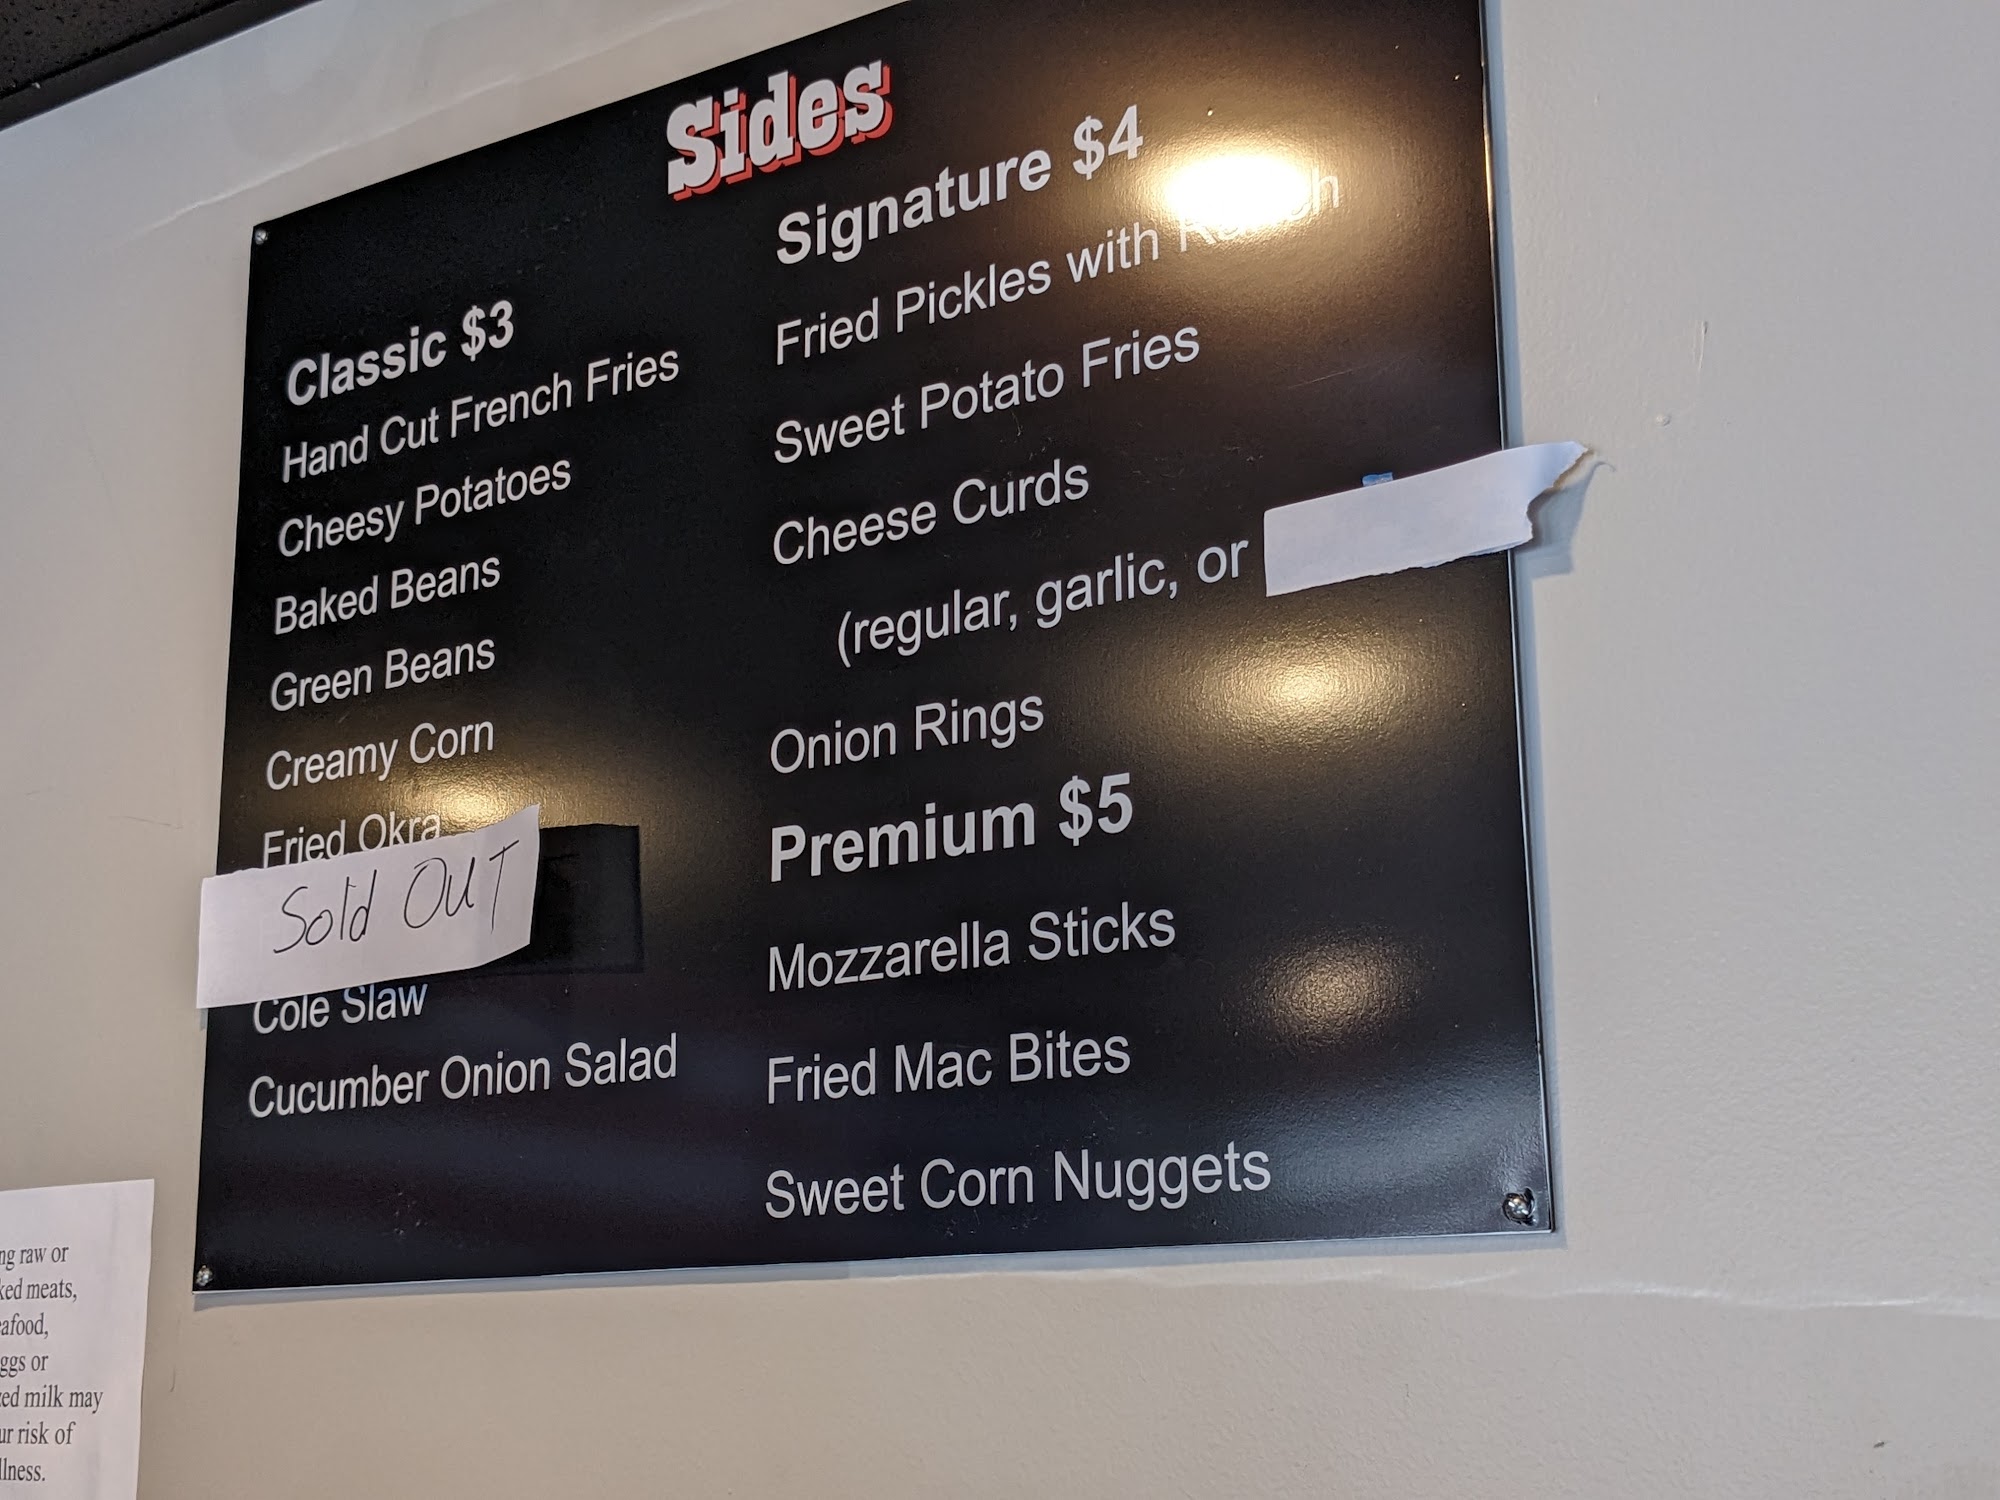 Sides
Classic $3
Hand Cut French Fries
Cheesy Potatoes
Baked Beans
Green Beans
Creamy Corn
Fried Okra
Sold OUT
Cole Slaw
Cucumber Onion Salad
Signature $4
Fried Pickles with Ranch
Sweet Potato Fries
Cheese Curds
(regular, garlic, or
Onion Rings
Premium $5
Mozzarella Sticks
Fried Mac Bites
Sweet Corn Nuggets
raw or
meats,
or
milk may
risk of